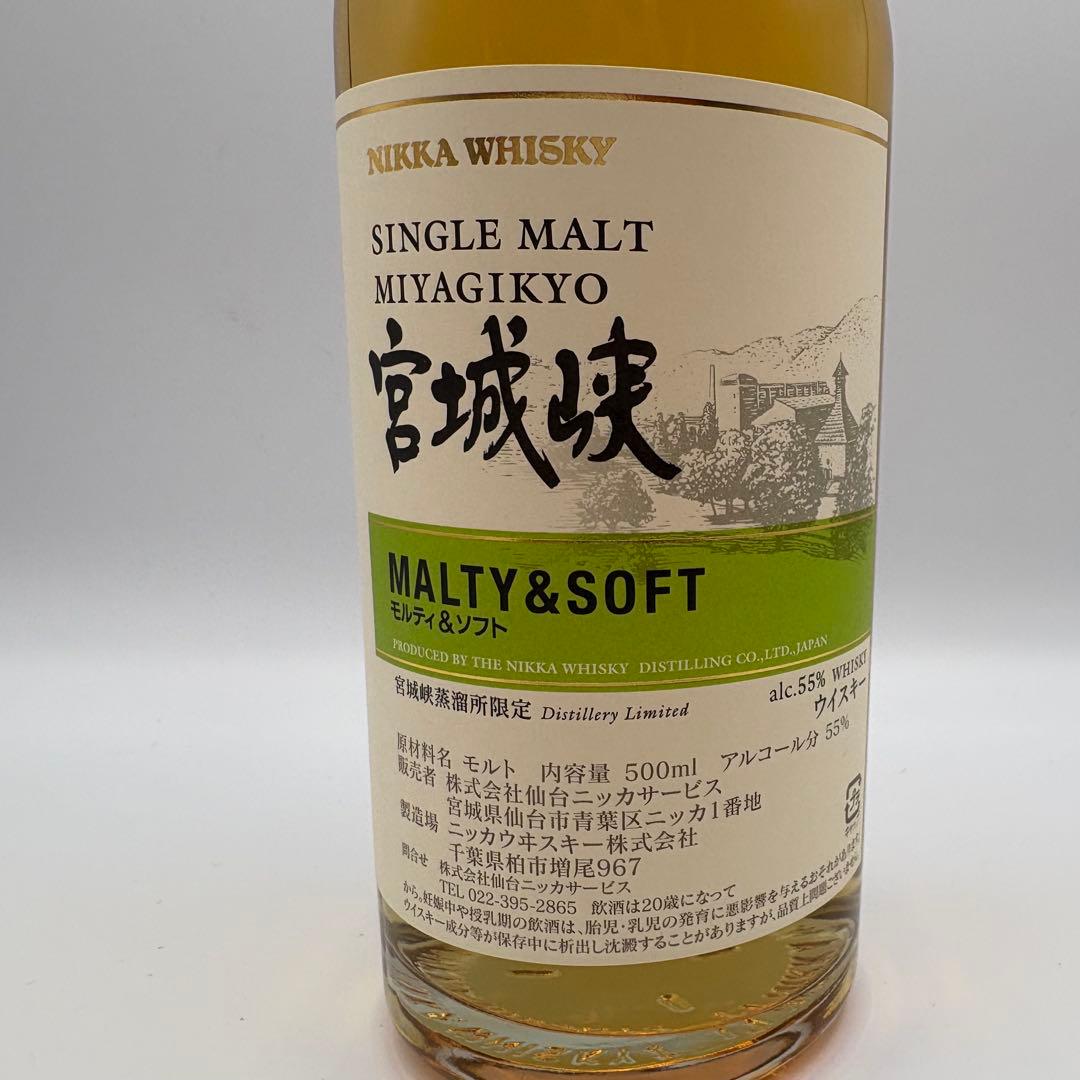 NIKKA WHISKY
SINGLE MALT
MIYAGIKYO
宮城峡
MALTY&SOFT
モルティ&ソフト
PRODUCED BY THE NIKKA WHISKY DISTILLING CO.,LTD.,JAPAN
宮城峡蒸溜所限定 Distillery Limited
alc.55% WHISKY
ウイスキー
原材料名 モルト 内容量 500ml アルコール分 55%
販売者 株式会社仙台ニッカサービス
宮城県仙台市青葉区ニッカ1番地
製造場 ニッカウヰスキー株式会社
千葉県柏市増尾967
問合せ 株式会社仙台ニッカサービス
TEL 022-395-2865 飲酒は20歳になって
から。妊娠中や授乳期の飲酒は、胎児・乳児の発育に悪影響を与えるおそれがあります。
ウイスキー成分等が保存中に析出し沈澱することがありますが、品質上問題ございません。